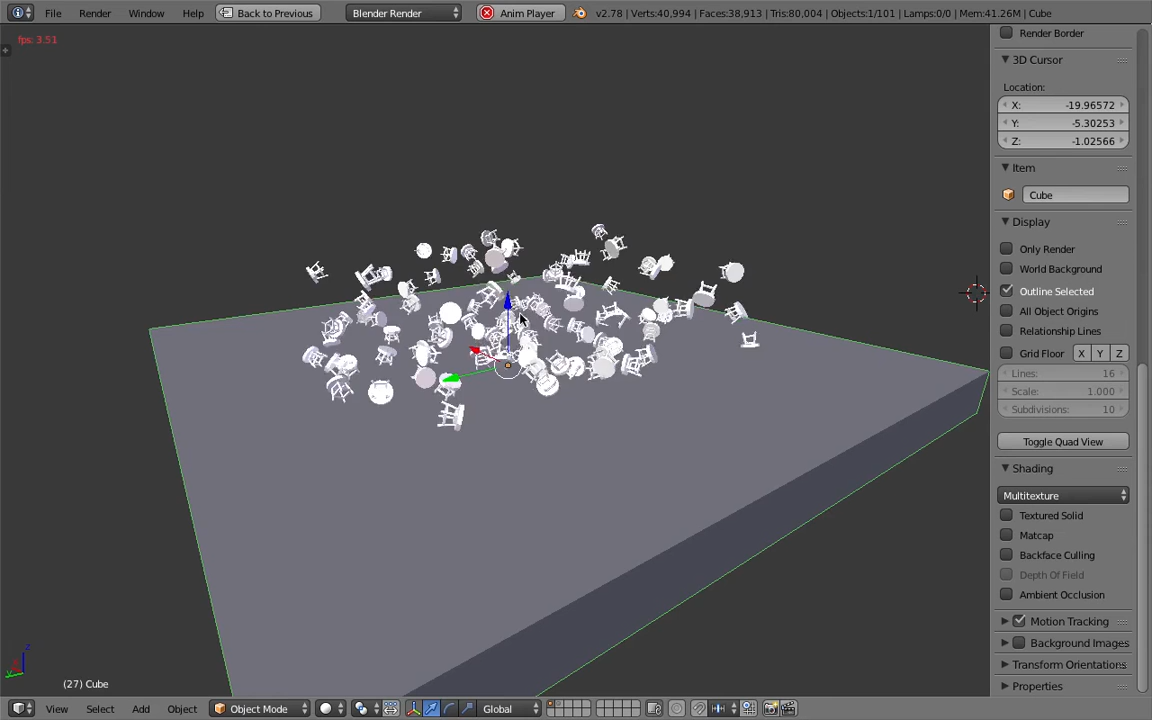 File Render Window Help Back to Previous Blender Render Anim Player v2.78 | Verts:40,994 | Faces:38,913 | Tris:80,004 | Objects:1/101 | Lamps:0/0 | Mem:41.26M | Cube
fps: 3.51
Render Border
3D Cursor
Location:
X: -19.96572
Y: -5.30253
Z: -1.02566
Item
Cube
Display
Only Render
World Background
Outline Selected
All Object Origins
Relationship Lines
Grid Floor X Y Z
Lines: 16
Scale: 1.000
Subdivisions: 10
Toggle Quad View
Shading
Multitexture
Textured Solid
Matcap
Backface Culling
Depth Of Field
Ambient Occlusion
Motion Tracking
Background Images
Transform Orientations
Properties
z
y
(27) Cube
View Select Add Object Object Mode Global